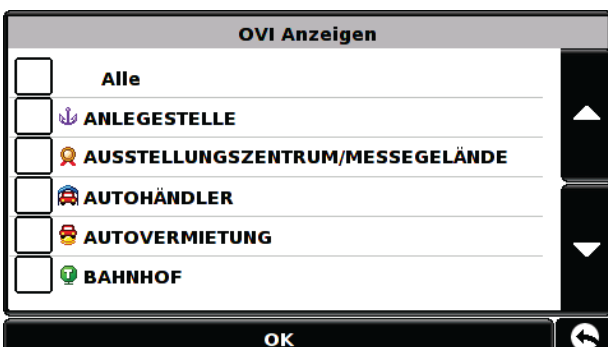 OVI Anzeigen
Alle
ANLEGESTELLE
AUSSTELLUNGSZENTRUM/MESSEGELÄNDE
AUTOHÄNDLER
AUTOVERMIETUNG
BAHNHOF
OK